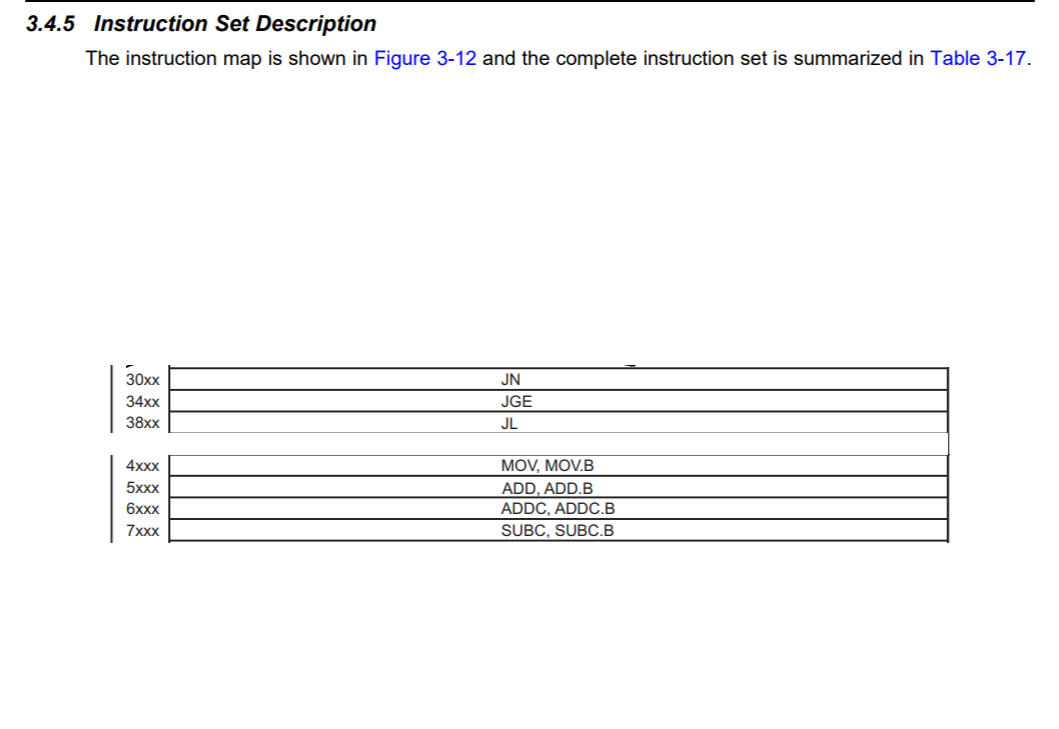 3.4.5 Instruction Set Description
The instruction map is shown in Figure 3-12 and the complete instruction set is summarized in Table 3-17.
30xx JN
34xx JGE
38xx JL
4xxx MOV, MOV.B
5xxx ADD, ADD.B
6xxx ADDC, ADDC.B
7xxx SUBC, SUBC.B